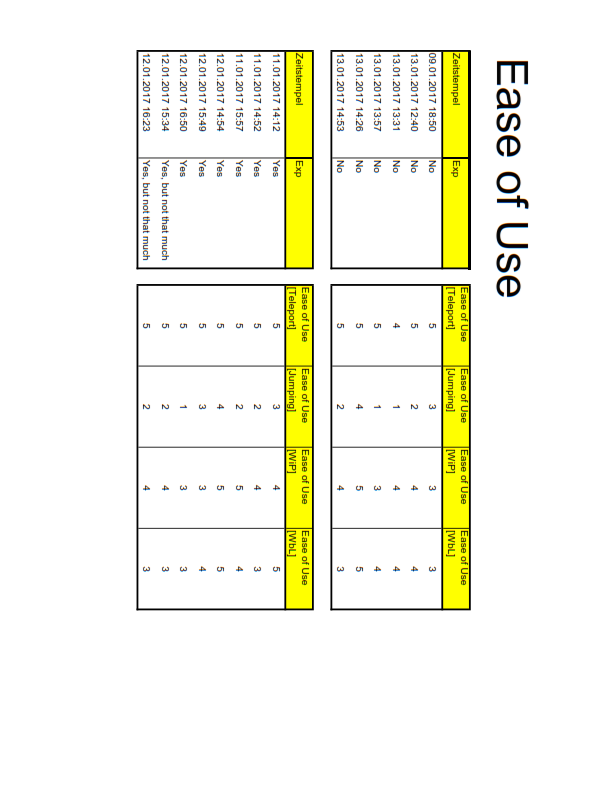 Ease of Use
Zeitstempel Exp Ease of Use [Teleport] Ease of Use [Jumping] Ease of Use [WiP] Ease of Use [WbL]
09.01.2017 18:50 No 5 3 3 3
13.01.2017 12:40 No 5 2 4 4
13.01.2017 13:31 No 4 1 4 4
13.01.2017 13:57 No 5 1 3 4
13.01.2017 14:26 No 5 4 5 5
13.01.2017 14:53 No 5 2 4 3
Zeitstempel Exp Ease of Use [Teleport] Ease of Use [Jumping] Ease of Use [WiP] Ease of Use [WbL]
11.01.2017 14:12 Yes 5 3 4 5
11.01.2017 14:52 Yes 5 2 4 3
11.01.2017 15:57 Yes 5 2 5 4
12.01.2017 14:54 Yes 5 4 5 5
12.01.2017 15:49 Yes 5 3 3 4
12.01.2017 16:50 Yes 5 1 3 3
12.01.2017 15:34 Yes, but not that much 5 2 4 3
12.01.2017 16:23 Yes, but not that much 5 2 4 3